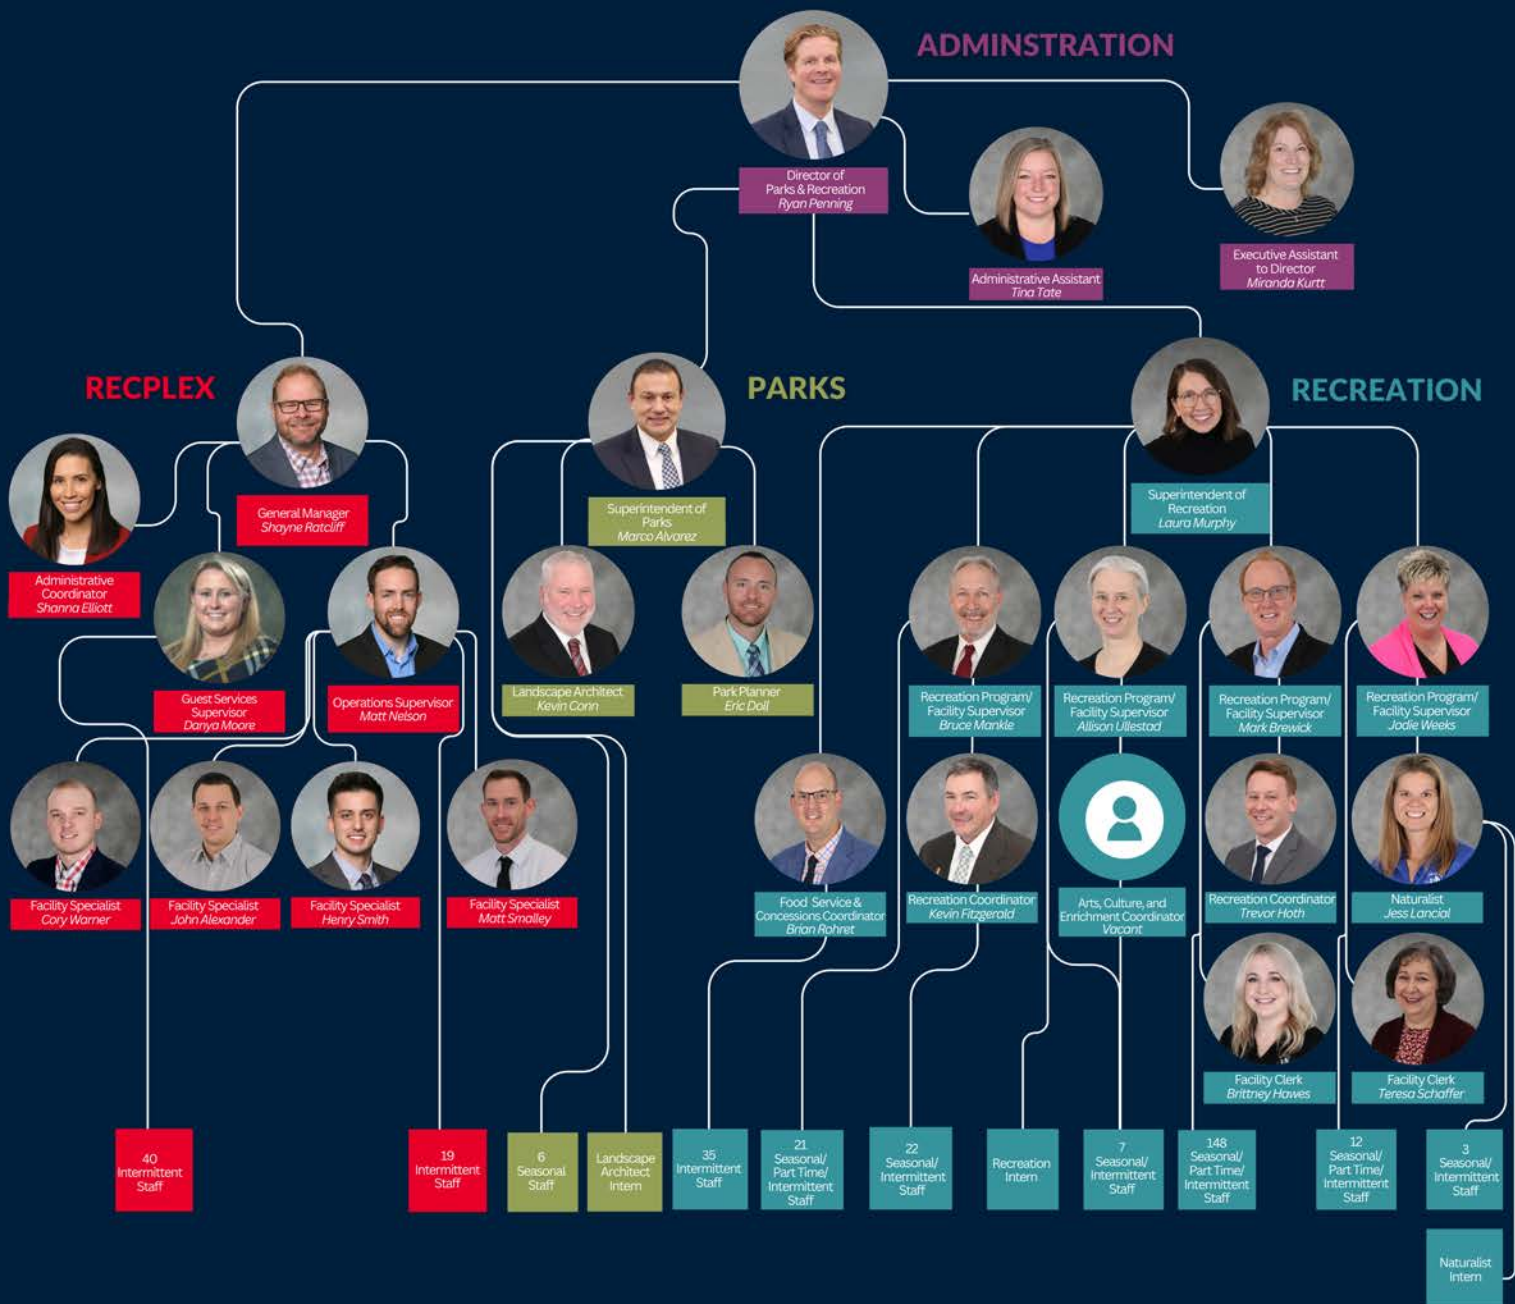 ADMINSTRATION
Director of
Parks & Recreation
Ryan Penning
Administrative Assistant
Tina Tate
Executive Assistant
to Director
Miranda Kurtt
RECPLEX
PARKS
RECREATION
General Manager
Shayne Ratcliff
Superintendent of
Parks
Marco Alvarez
Superintendent of
Recreation
Laura Murphy
Administrative
Coordinator
Shanna Elliott
Guest Services
Supervisor
Danya Moore
Operations Supervisor
Matt Nelson
Landscape Architect
Kevin Conn
Park Planner
Eric Doll
Recreation Program/
Facility Supervisor
Bruce Mankle
Recreation Program/
Facility Supervisor
Allison Ullestad
Recreation Program/
Facility Supervisor
Mark Brewick
Recreation Program/
Facility Supervisor
Jodie Weeks
Facility Specialist
Cory Warner
Facility Specialist
John Alexander
Facility Specialist
Henry Smith
Facility Specialist
Matt Smalley
Food Service &
Concessions Coordinator
Brian Rohret
Recreation Coordinator
Kevin Fitzgerald
Arts, Culture, and
Enrichment Coordinator
Vacant
Recreation Coordinator
Trevor Hoth
Naturalist
Jess Lancial
Facility Clerk
Brittney Hawes
Facility Clerk
Teresa Schaffer
40
Intermittent
Staff
19
Intermittent
Staff
6
Seasonal
Staff
Landscape
Architect
Intern
35
Intermittent
Staff
21
Seasonal/
Part Time/
Intermittent
Staff
22
Seasonal/
Intermittent
Staff
Recreation
Intern
7
Seasonal/
Intermittent
Staff
148
Seasonal/
Part Time/
Intermittent
Staff
12
Seasonal/
Part Time/
Intermittent
Staff
3
Seasonal/
Intermittent
Staff
Naturalist
Intern